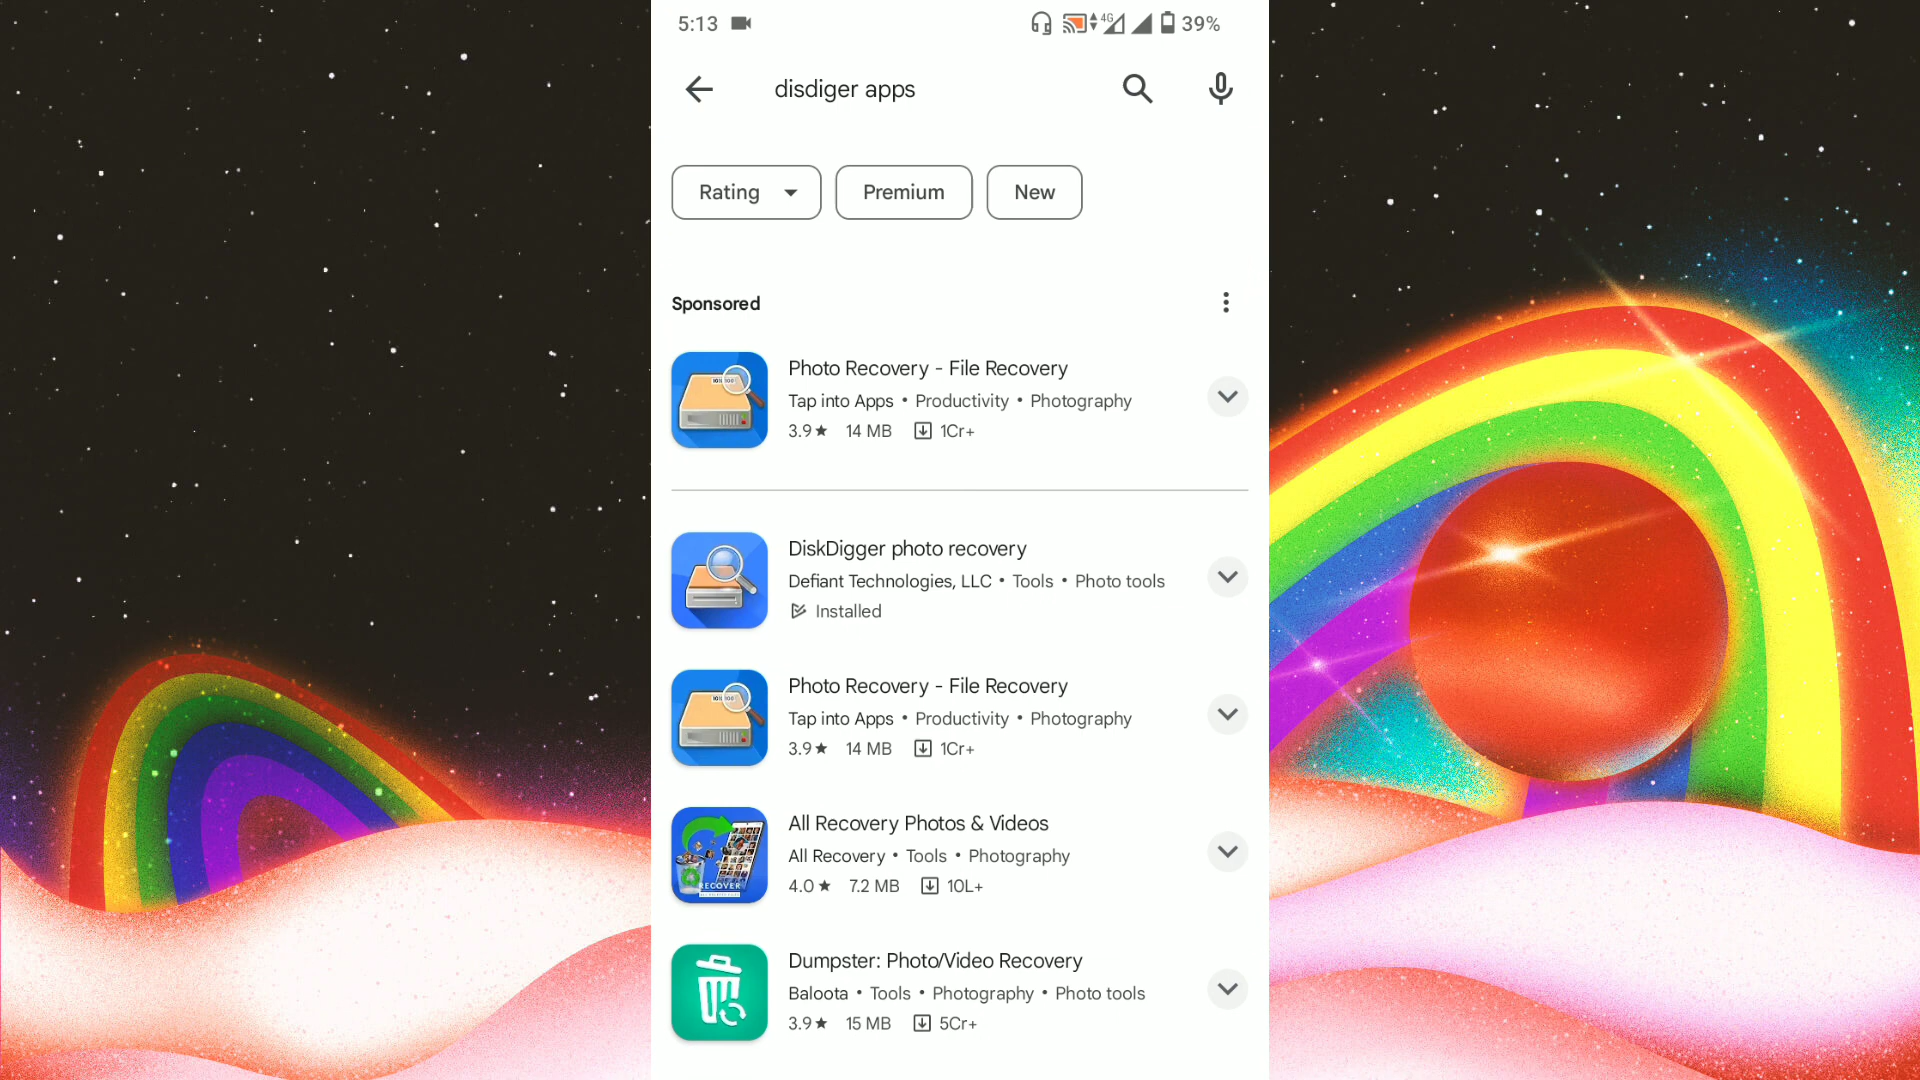 5:13 4G 39%
disdiger apps
Rating Premium New
Sponsored
Photo Recovery - File Recovery
Tap into Apps • Productivity • Photography
3.9★ 14 MB 1Cr+
DiskDigger photo recovery
Defiant Technologies, LLC • Tools • Photo tools
Installed
Photo Recovery - File Recovery
Tap into Apps • Productivity • Photography
3.9★ 14 MB 1Cr+
RECOVER
All Recovery Photos & Videos
All Recovery • Tools • Photography
4.0 ★ 7.2 MB 10L+
Dumpster: Photo/Video Recovery
Baloota • Tools • Photography • Photo tools
3.9★ 15 MB 5Cr+